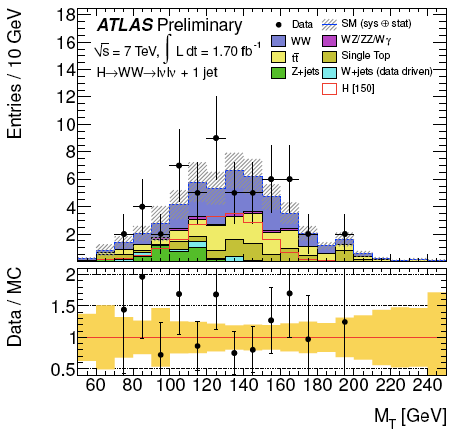 Entries / 10 GeV
18
16
14
12
10
8
6
4
2
ATLAS Preliminary
√s = 7 TeV, ∫ L dt = 1.70 fb⁻¹
H→WW→lνlν + 1 jet
Data
WW
tt̄
Z+jets
SM (sys ⊕ stat)
WZ/ZZ/Wγ
Single Top
W+jets (data driven)
H [150]
Data / MC
2
1.5
1
0.5
60 80 100 120 140 160 180 200 220 240
M_T [GeV]